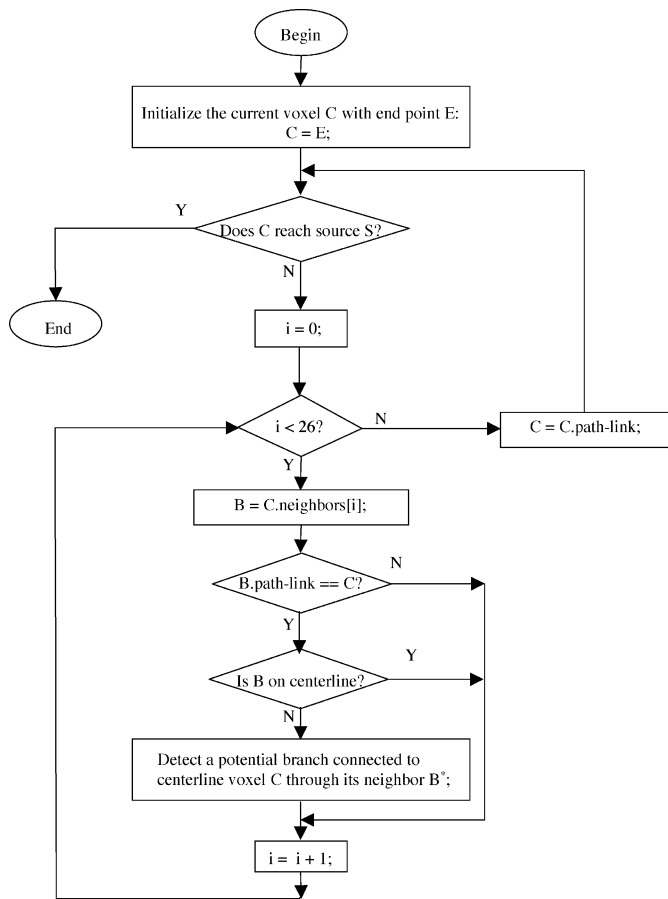 Begin
Initialize the current voxel C with end point E:
C = E;
Y
Does C reach source S?
N
End
i = 0;
i < 26?
N
C = C.path-link;
Y
B = C.neighbors[i];
N
B.path-link == C?
Y
Y
Is B on centerline?
N
Detect a potential branch connected to
centerline voxel C through its neighbor B*;
i = i + 1;